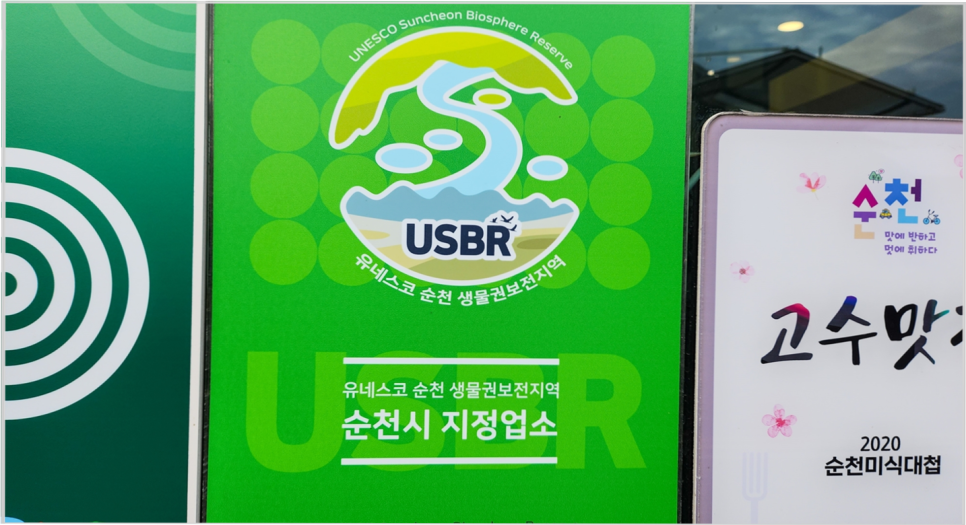 UNESCO Suncheon Biosphere Reserve
USBR
유네스코 순천 생물권보전지역
USBR
유네스코 순천 생물권보전지역
순천시 지정업소
순천
맛에 반하고
멋에 취하다
고수맛
2020
순천미식대첩